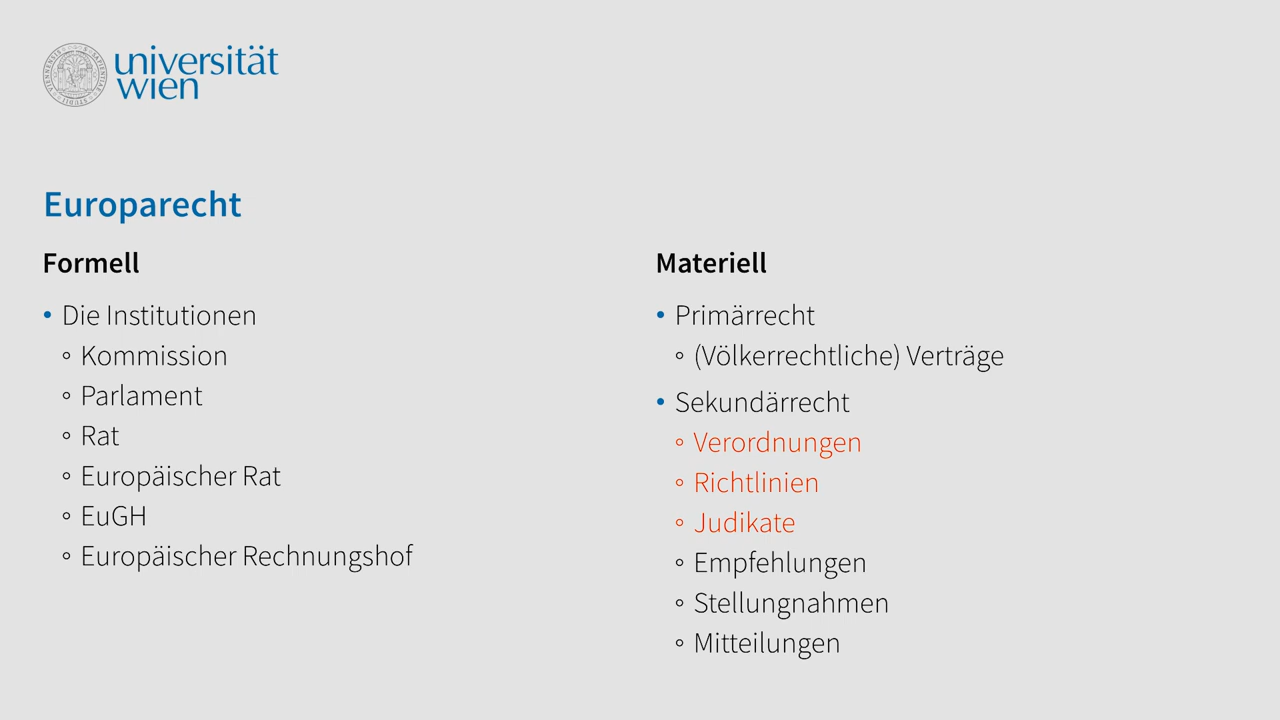 universität
wien
Europarecht
Formell
• Die Institutionen
◦ Kommission
◦ Parlament
◦ Rat
◦ Europäischer Rat
◦ EuGH
◦ Europäischer Rechnungshof
Materiell
• Primärrecht
◦ (Völkerrechtliche) Verträge
• Sekundärrecht
◦ Verordnungen
◦ Richtlinien
◦ Judikate
◦ Empfehlungen
◦ Stellungnahmen
◦ Mitteilungen